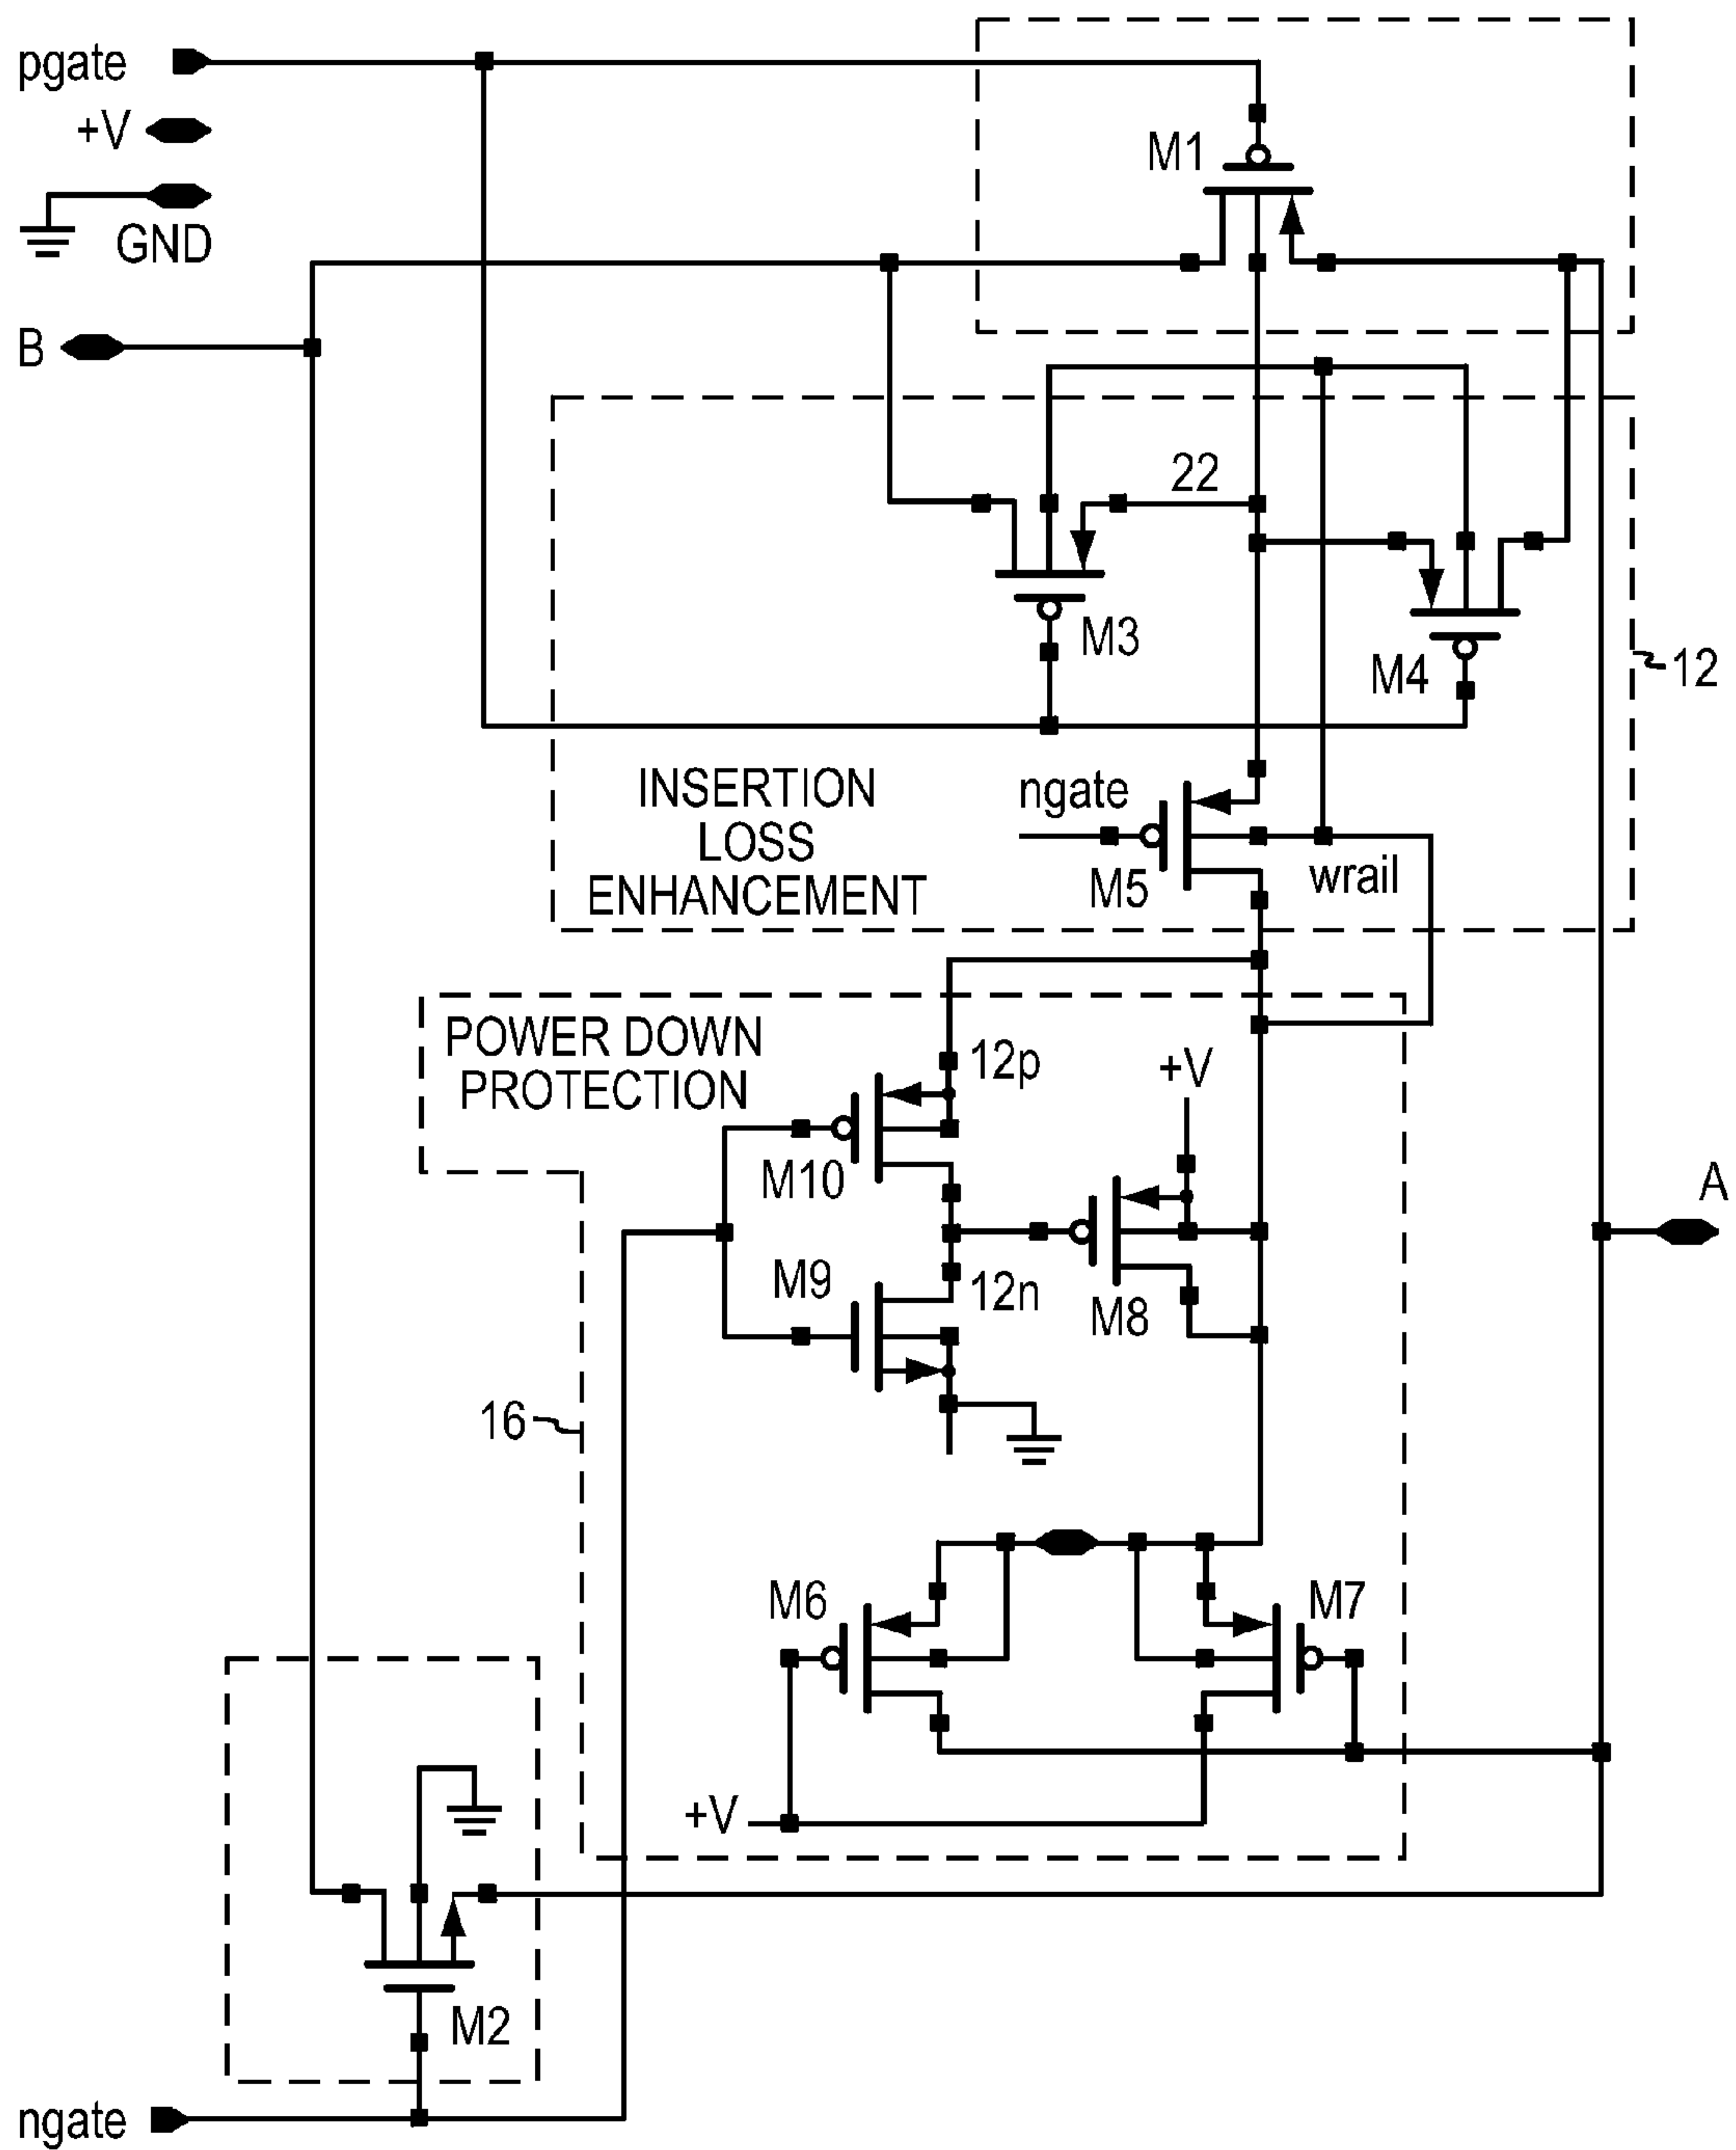 pgate
+V
GND
M1
B
22
M3
M4
12
INSERTION
LOSS
ENHANCEMENT
ngate
M5
wrail
POWER DOWN
PROTECTION
12p
+V
M10
M9
12n
M8
A
16
M6
M7
+V
M2
ngate